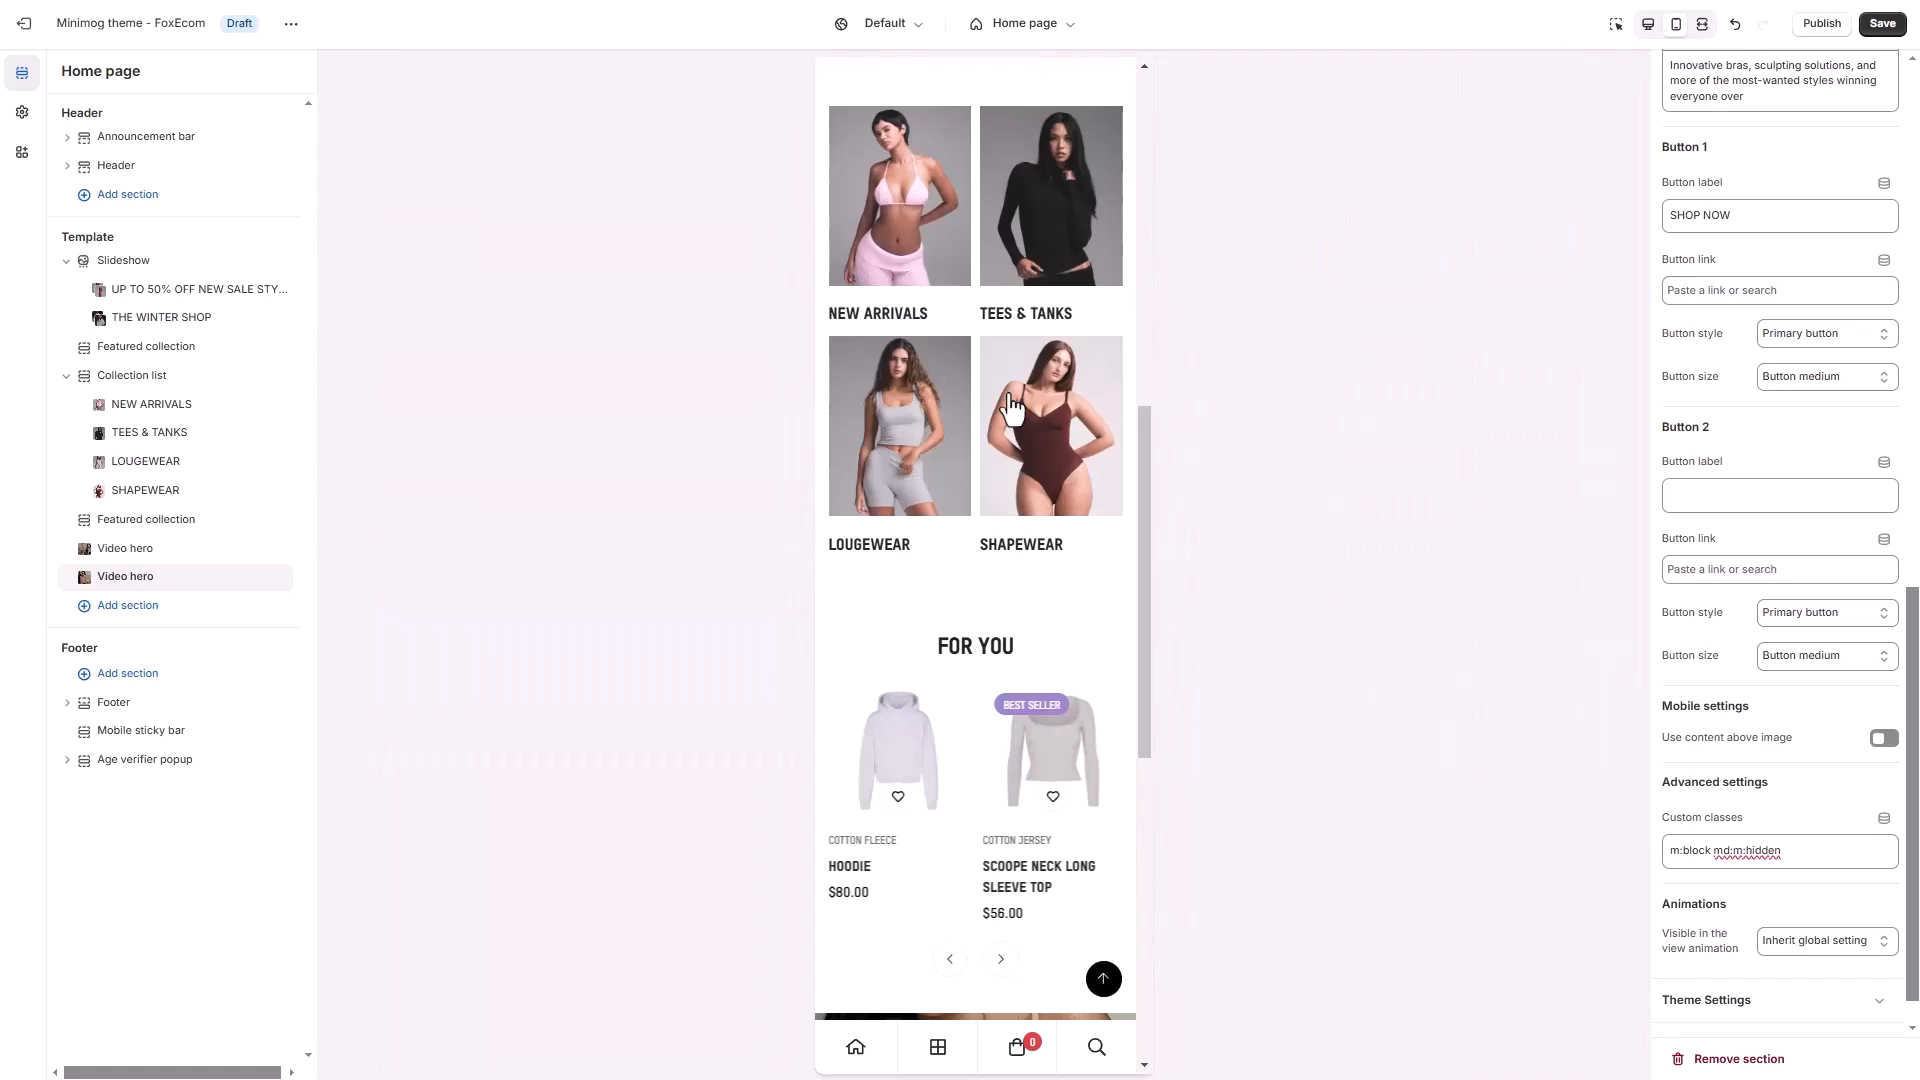 Minimog theme - FoxEcom
Draft
Default
Home page
Publish
Save
Home page
Header
Announcement bar
Header
Add section
Template
Slideshow
UP TO 50% OFF NEW SALE STY...
THE WINTER SHOP
Featured collection
Collection list
NEW ARRIVALS
TEES & TANKS
LOUGEWEAR
SHAPEWEAR
Featured collection
Video hero
Video hero
Add section
Footer
Add section
Footer
Mobile sticky bar
Age verifier popup
NEW ARRIVALS
TEES & TANKS
LOUGEWEAR
SHAPEWEAR
FOR YOU
BEST SELLER
COTTON FLEECE
HOODIE
$80.00
COTTON JERSEY
SCOOPE NECK LONG
SLEEVE TOP
$56.00
0
Innovative bras, sculpting solutions, and
more of the most-wanted styles winning
everyone over
Button 1
Button label
SHOP NOW
Button link
Paste a link or search
Button style
Primary button
Button size
Button medium
Button 2
Button label
Button link
Paste a link or search
Button style
Primary button
Button size
Button medium
Mobile settings
Use content above image
Advanced settings
Custom classes
m:block md:m:hidden
Animations
Visible in the
view animation
Inherit global setting
Theme Settings
Remove section